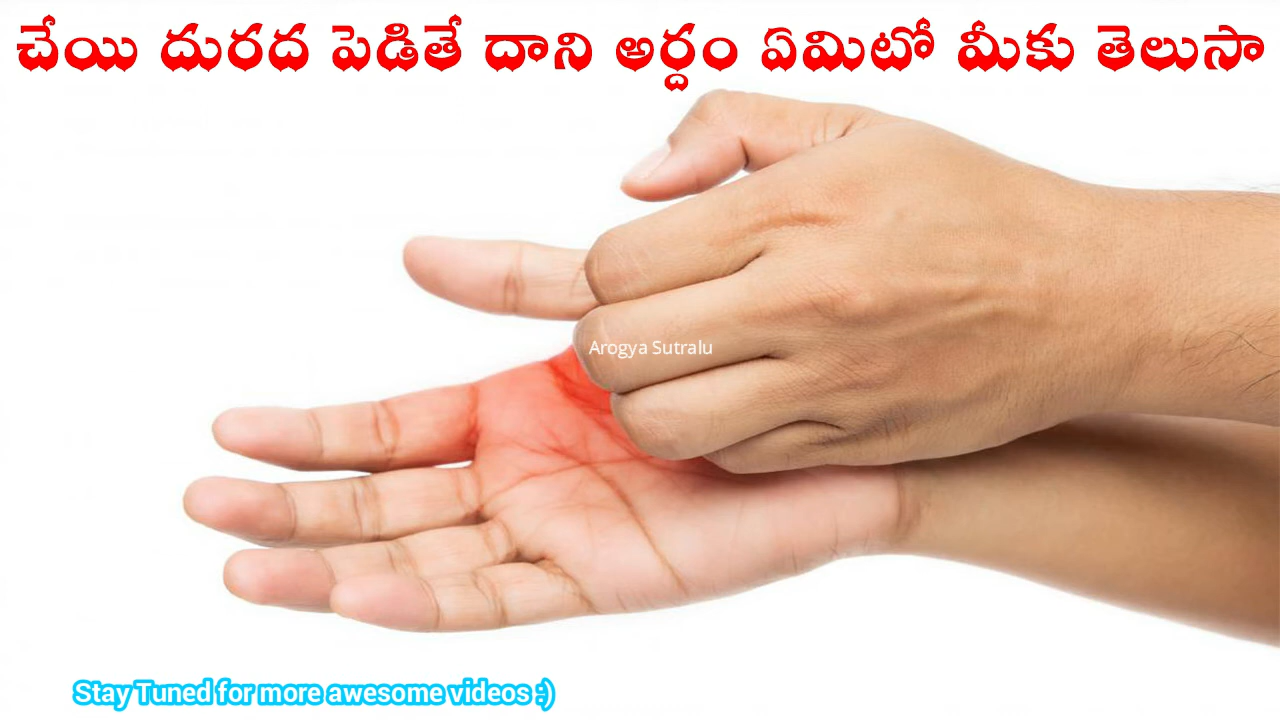 చేయి దురద పెడితే దాని అర్ధం ఏమిటో మీకు తెలుసా
Arogya Sutralu
Stay Tuned for more awesome videos :)